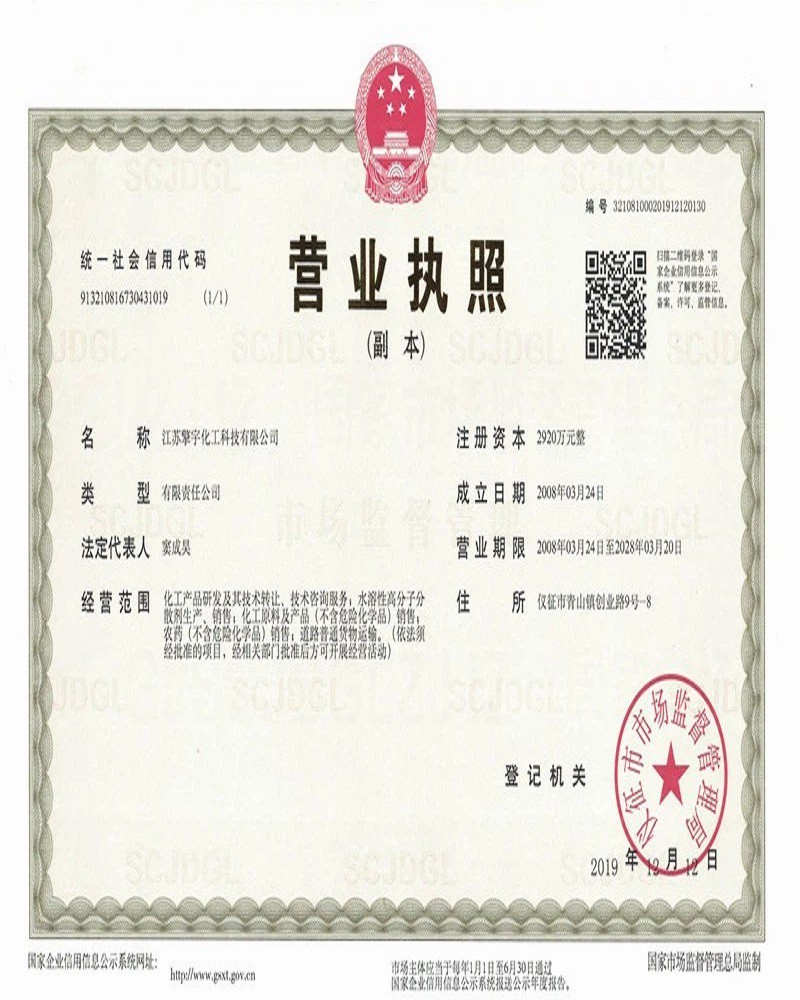 编号 321081000201912120130
统一社会信用代码
913210816730431019 (1/1)
营业执照
(副 本)
扫描二维码登录“国
家企业信用信息公示
系统”了解更多登记、
备案、许可、监管信息。
名称 江苏擎宇化工科技有限公司
类型 有限责任公司
法定代表人 窦成昊
经营范围 化工产品研发及其技术转让、技术咨询服务；水溶性高分子分
散剂生产、销售；化工原料及产品（不含危险化学品）销售；
农药（不含危险化学品）销售；道路普通货物运输。（依法须
经批准的项目，经相关部门批准后方可开展经营活动）
注册资本 2920万元整
成立日期 2008年03月24日
营业期限 2008年03月24日至2028年03月20日
住所 仪征市青山镇创业路9号-8
登记机关
仪征市市场监督管理局
2019 年 12 月 12 日
国家企业信用信息公示系统网址：
http://www.gsxt.gov.cn
市场主体应当于每年1月1日至6月30日通过
国家企业信用信息公示系统报送公示年度报告。
国家市场监督管理总局监制
SCJDGL
市场监督管理